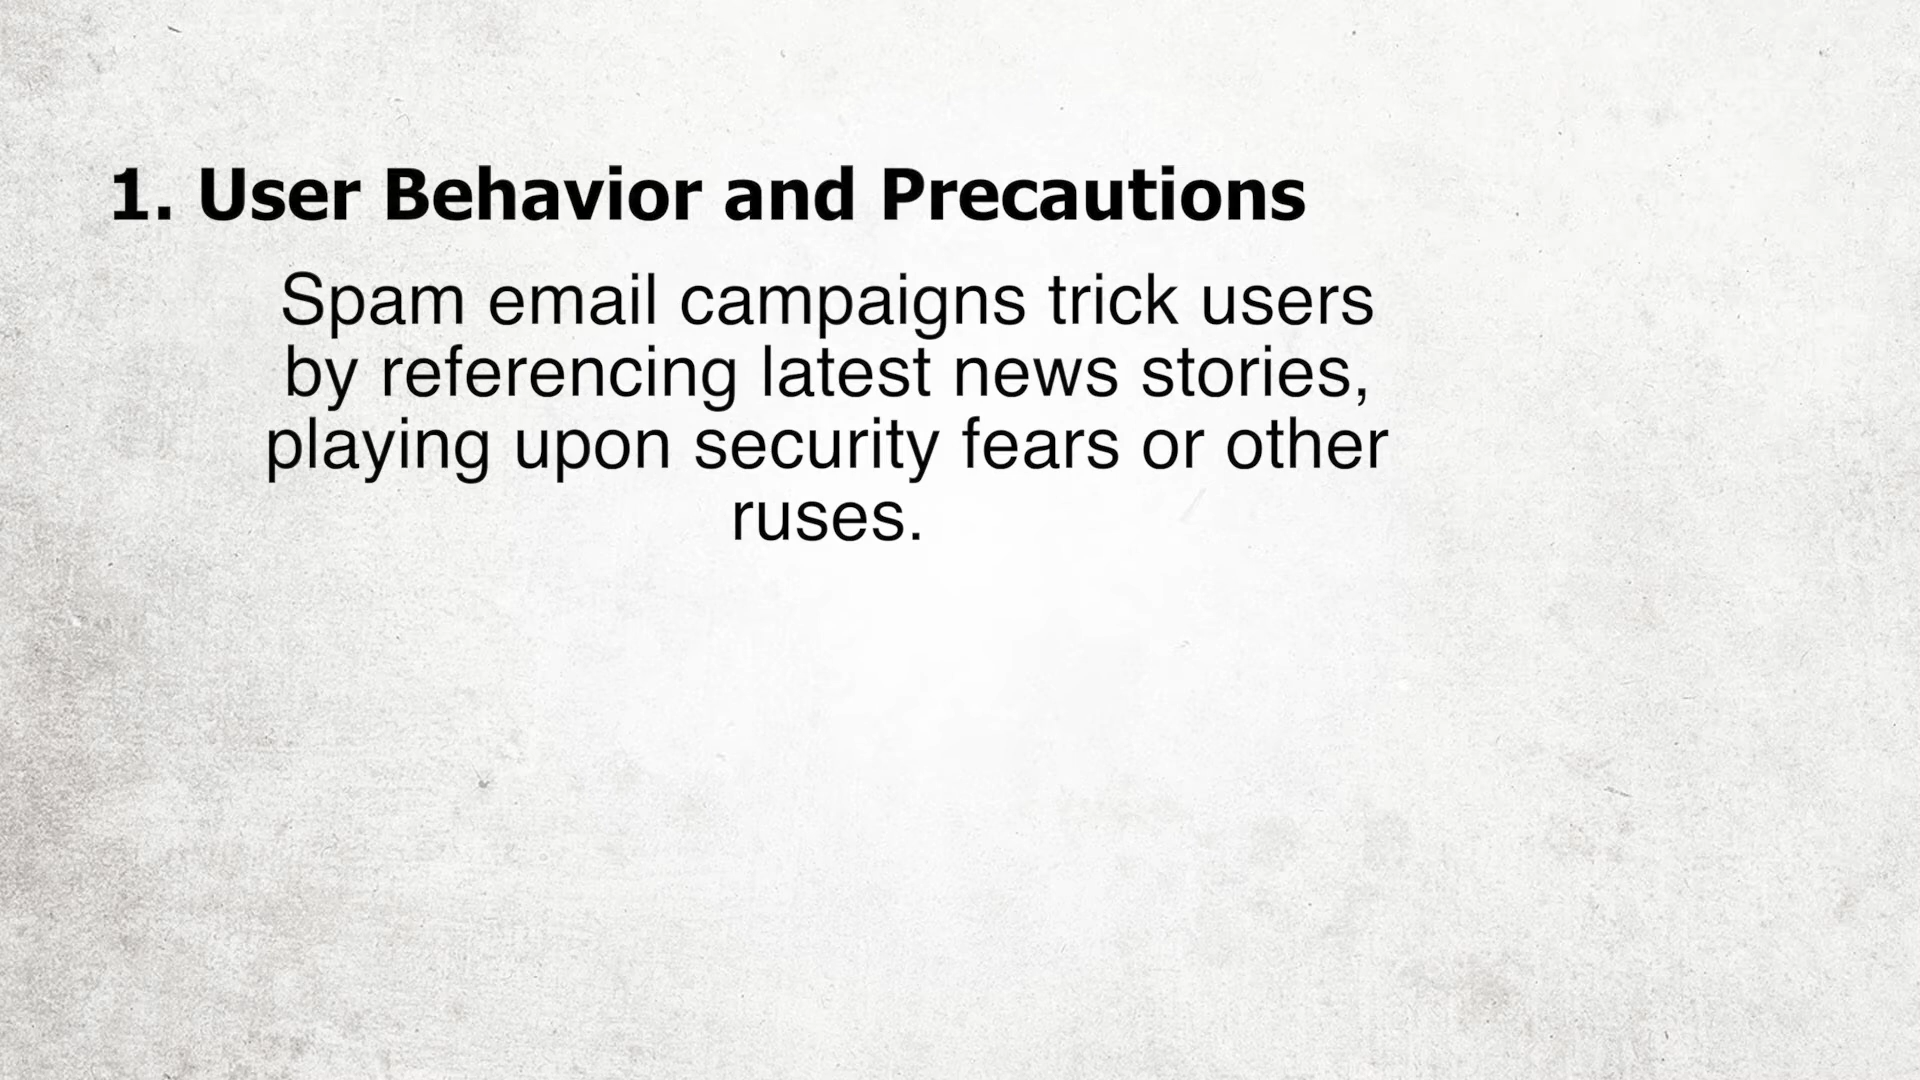 1. User Behavior and Precautions
Spam email campaigns trick users
by referencing latest news stories,
playing upon security fears or other
ruses.